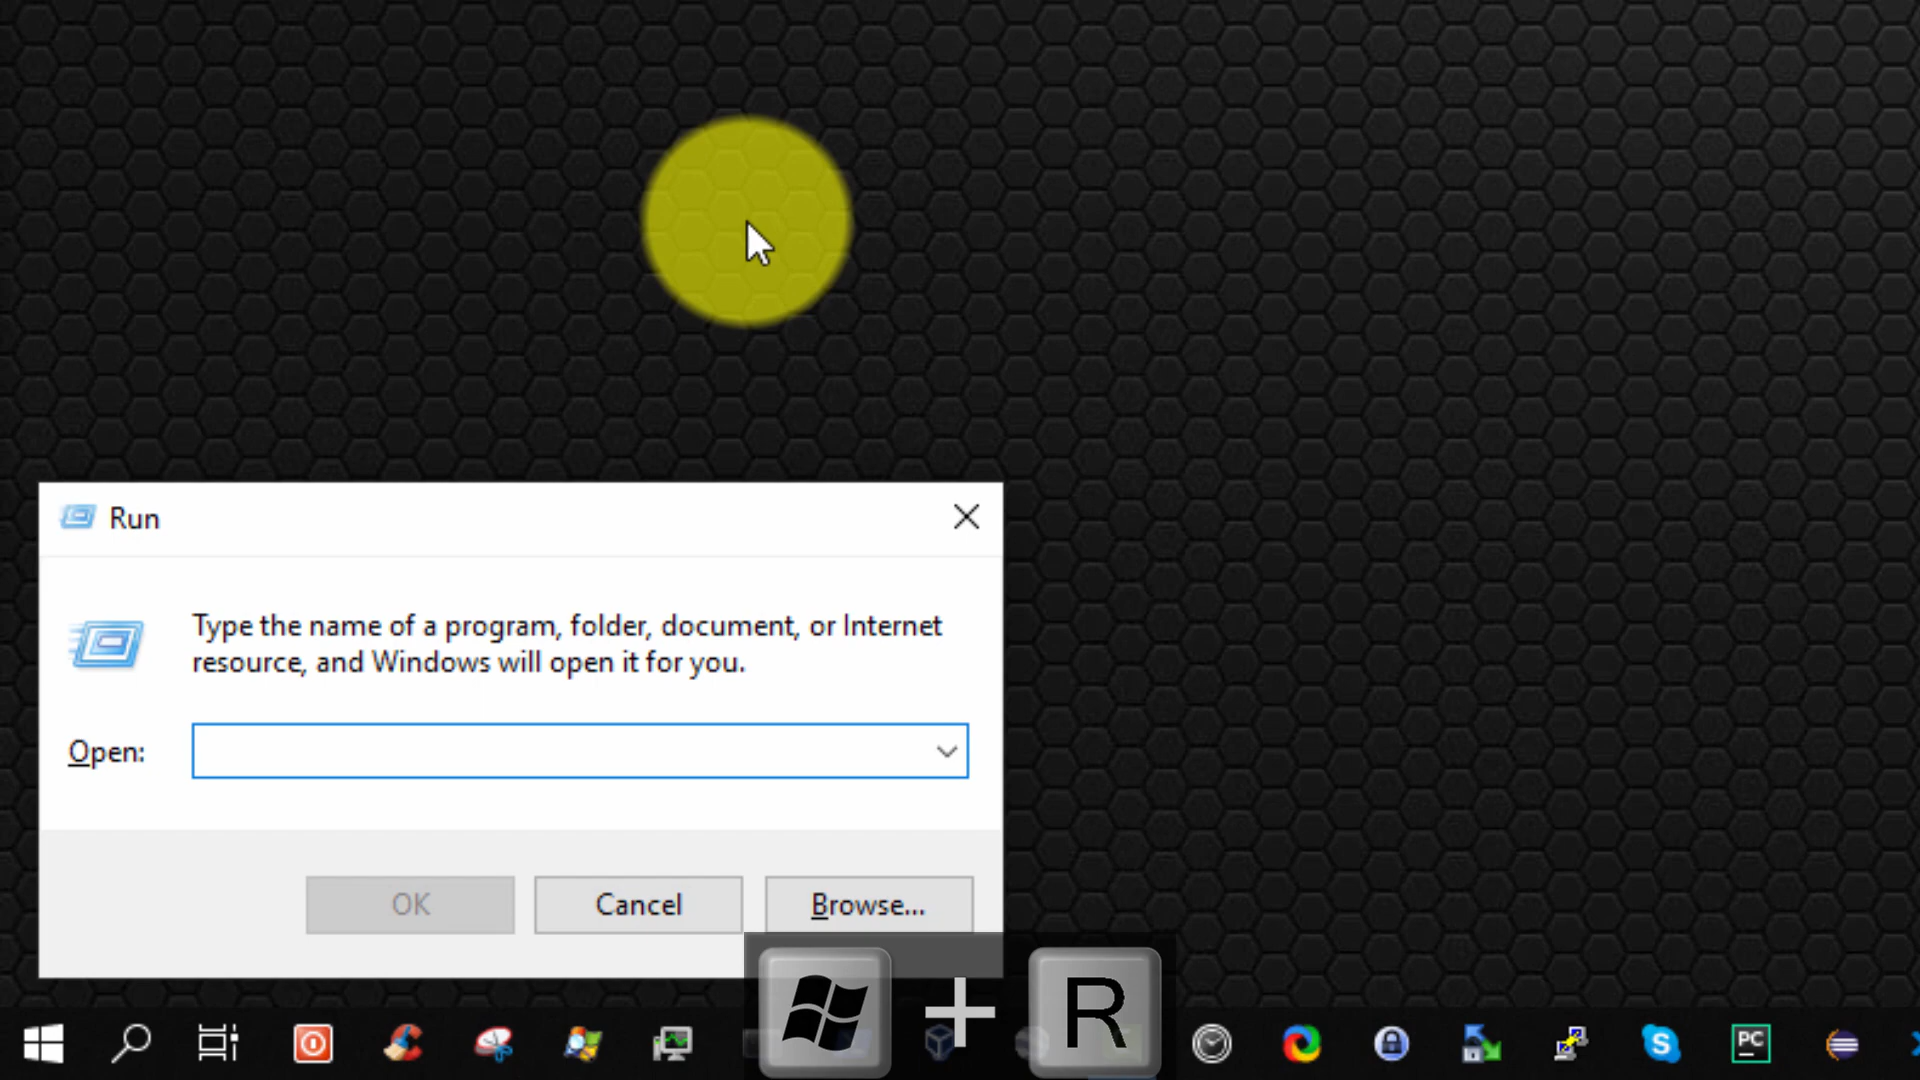 Run
Type the name of a program, folder, document, or Internet
resource, and Windows will open it for you.
Open:
OK
Cancel
Browse...
+ R
S
PC